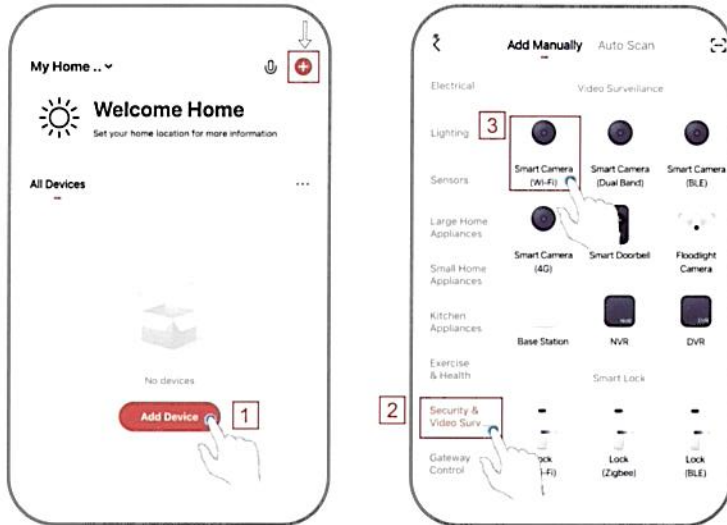 My Home ..
Welcome Home
Set your home location for more information
All Devices
...
No devices
Add Device
1
Add Manually Auto Scan
Electrical
Video Surveillance
Lighting
3
Smart Camera
(Wi-Fi)
Smart Camera
(Dual Band)
Smart Camera
(BLE)
Sensors
Large Home
Appliances
Smart Camera
(4G)
Smart Doorbell
Floodlight
Camera
Small Home
Appliances
Kitchen
Appliances
Base Station
NVR
DVR
Exercise
& Health
Smart Lock
2
Security &
Video Surv...
Gateway
Control
Lock
(Zigbee)
Lock
(BLE)